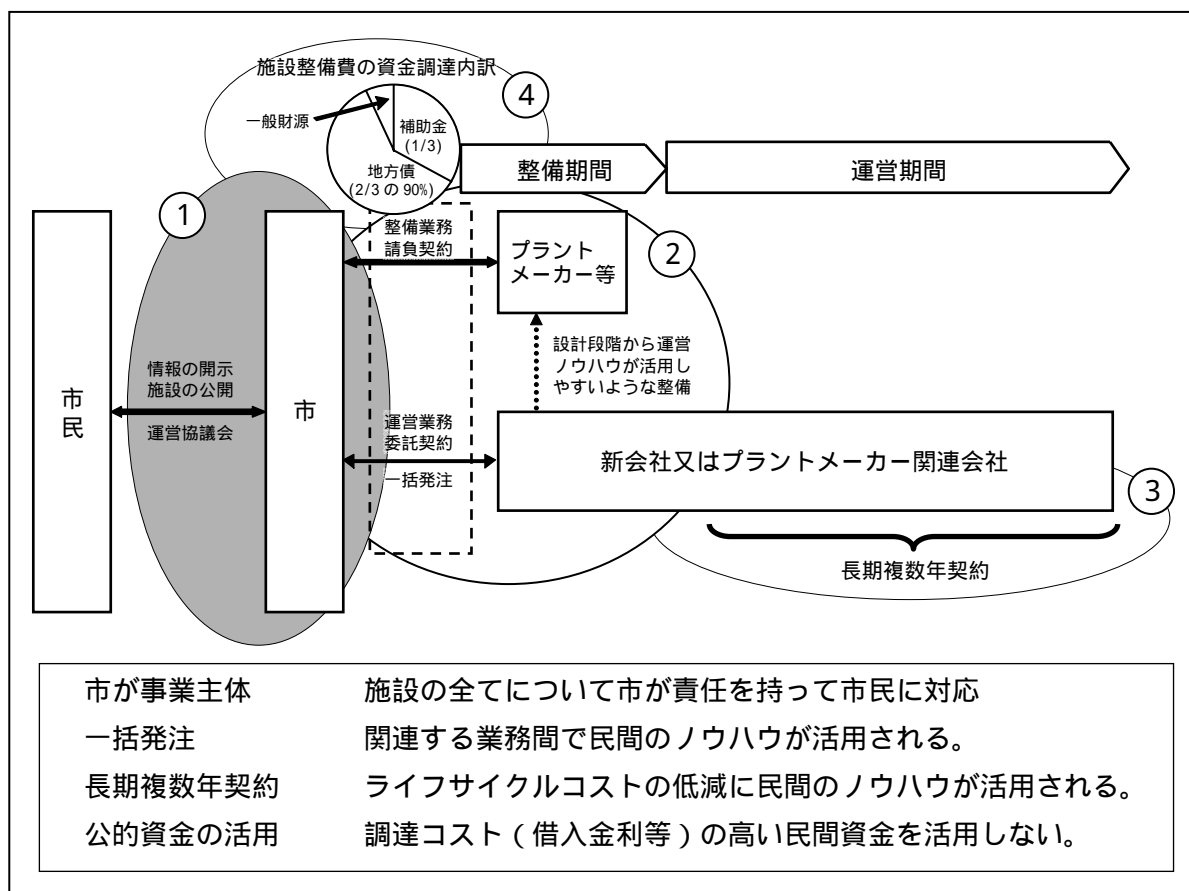 施設整備費の資金調達内訳
4
一般財源
補助金
(1/3)
地方債
(2/3の90%)
整備期間
運営期間
1
整備業務
請負契約
プラント
メーカー等
2
設計段階から運営
ノウハウが活用し
やすいような整備
市民
情報の開示
施設の公開
運営協議会
市
運営業務
委託契約
一括発注
新会社又はプラントメーカー関連会社
3
長期複数年契約
市が事業主体 施設の全てについて市が責任を持って市民に対応
一括発注 関連する業務間で民間のノウハウが活用される。
長期複数年契約 ライフサイクルコストの低減に民間のノウハウが活用される。
公的資金の活用 調達コスト(借入金利等)の高い民間資金を活用しない。